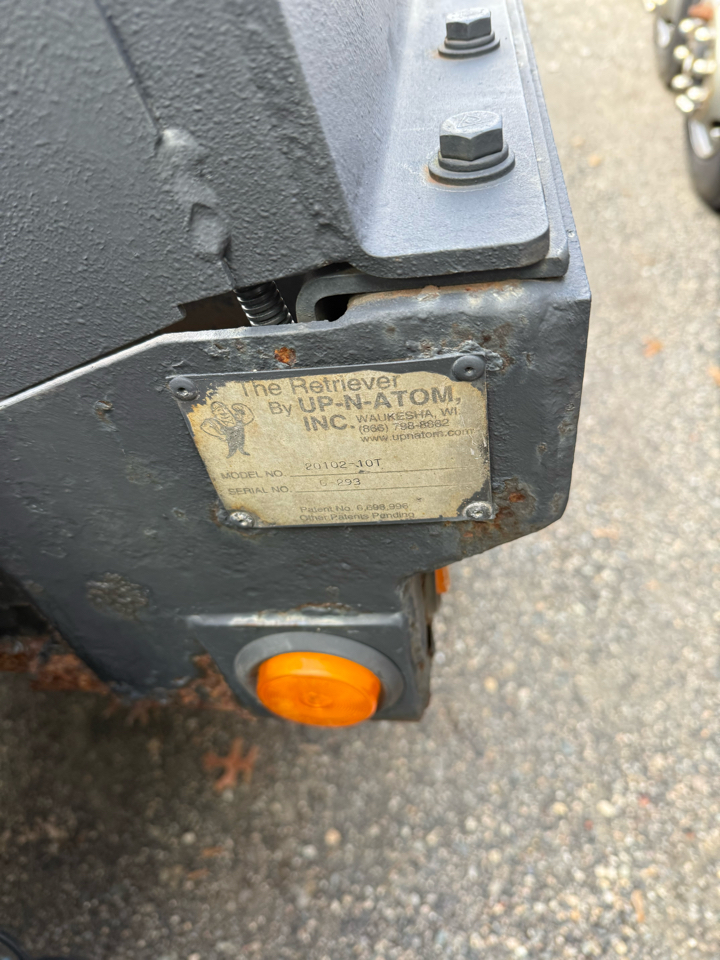 The Retriever
By UP-N-ATOM,
INC. WAUKESHA, WI.
(866) 798-8882
www.upnatom.com
MODEL NO. 20102-10T
SERIAL NO. 6-293
Patent No. 6,698,996
Other Patents Pending